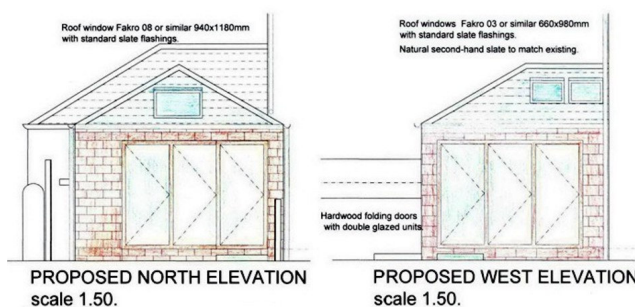 Roof window Fakro 08 or similar 940x1180mm
with standard slate flashings.
PROPOSED NORTH ELEVATION
scale 1.50.
Roof windows Fakro 03 or similar 660x980mm
with standard slate flashings.
Natural second-hand slate to match existing.
Hardwood folding doors
with double glazed units.
PROPOSED WEST ELEVATION
scale 1.50.